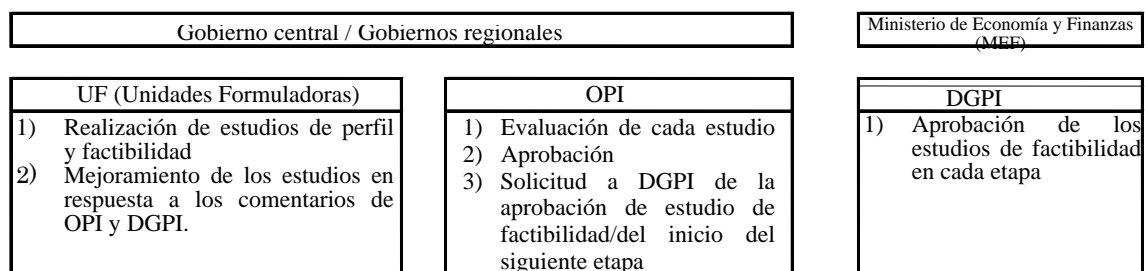 Gobierno central / Gobiernos regionales
Ministerio de Economía y Finanzas
(MEF)
UF (Unidades Formuladoras)
1) Realización de estudios de perfil
y factibilidad
2) Mejoramiento de los estudios en
respuesta a los comentarios de
OPI y DGPI.
OPI
1) Evaluación de cada estudio
2) Aprobación
3) Solicitud a DGPI de la
aprobación de estudio de
factibilidad/del inicio del
siguiente etapa
DGPI
1) Aprobación de los
estudios de factibilidad
en cada etapa